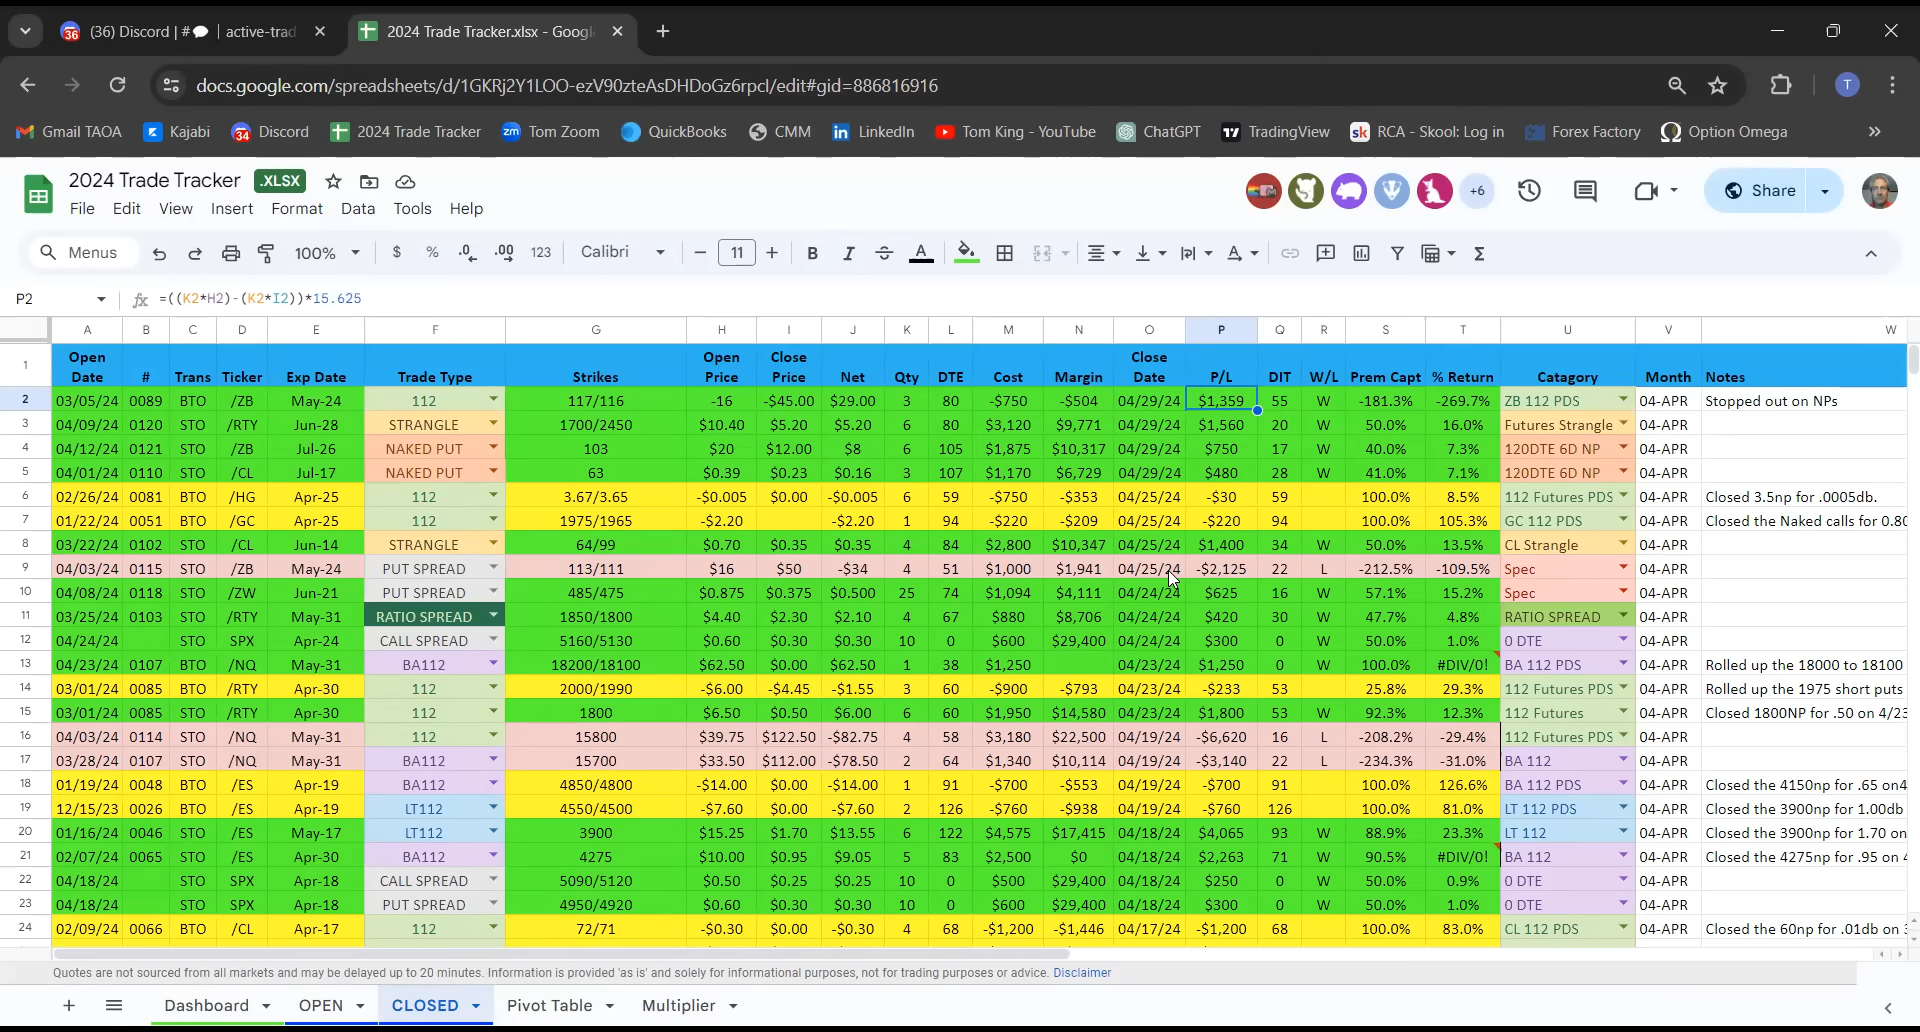 (36) Discord | # | active-trad
2024 Trade Tracker.xlsx - Googl
docs.google.com/spreadsheets/d/1GKRj2Y1LOO-ezV90zteAsDHDoGz6rpcI/edit#gid=886816916
T
Gmail TAOA Kajabi Discord 2024 Trade Tracker Tom Zoom QuickBooks CMM LinkedIn Tom King - YouTube ChatGPT TradingView RCA - Skool: Log in Forex Factory Option Omega
2024 Trade Tracker .XLSX
+6
Share
File Edit View Insert Format Data Tools Help
Menus 100% $ % .0 .00 123 Calibri 11 B I A
P2 fx =((K2*H2)-(K2*I2))*15.625
A B C D E F G H I J K L M N O P Q R S T U V W
1 Open Date # Trans Ticker Exp Date Trade Type Strikes Open Price Close Price Net Qty DTE Cost Margin Close Date P/L DIT W/L Prem Capt % Return Catagory Month Notes
2 03/05/24 0089 BTO /ZB May-24 112 117/116 -16 -$45.00 $29.00 3 80 -$750 -$504 04/29/24 $1,359 55 W -181.3% -269.7% ZB 112 PDS 04-APR Stopped out on NPs
3 04/09/24 0120 STO /RTY Jun-28 STRANGLE 1700/2450 $10.40 $5.20 $5.20 6 80 $3,120 $9,771 04/29/24 $1,560 20 W 50.0% 16.0% Futures Strangle 04-APR
4 04/12/24 0121 STO /ZB Jul-26 NAKED PUT 103 $20 $12.00 $8 6 105 $1,875 $10,317 04/29/24 $750 17 W 40.0% 7.3% 120DTE 6D NP 04-APR
5 04/01/24 0110 STO /CL Jul-17 NAKED PUT 63 $0.39 $0.23 $0.16 3 107 $1,170 $6,729 04/29/24 $480 28 W 41.0% 7.1% 120DTE 6D NP 04-APR
6 02/26/24 0081 BTO /HG Apr-25 112 3.67/3.65 -$0.005 $0.00 -$0.005 6 59 -$750 -$353 04/25/24 -$30 59 100.0% 8.5% 112 Futures PDS 04-APR Closed 3.5np for .0005db.
7 01/22/24 0051 BTO /GC Apr-25 112 1975/1965 -$2.20 -$2.20 1 94 -$220 -$209 04/25/24 -$220 94 100.0% 105.3% GC 112 PDS 04-APR Closed the Naked calls for 0.80
8 03/22/24 0102 STO /CL Jun-14 STRANGLE 64/99 $0.70 $0.35 $0.35 4 84 $2,800 $10,347 04/25/24 $1,400 34 W 50.0% 13.5% CL Strangle 04-APR
9 04/03/24 0115 STO /ZB May-24 PUT SPREAD 113/111 $16 $50 -$34 4 51 $1,000 $1,941 04/25/24 -$2,125 22 L -212.5% -109.5% Spec 04-APR
10 04/08/24 0118 STO /ZW Jun-21 PUT SPREAD 485/475 $0.875 $0.375 $0.500 25 74 $1,094 $4,111 04/24/24 $625 16 W 57.1% 15.2% Spec 04-APR
11 03/25/24 0103 STO /RTY May-31 RATIO SPREAD 1850/1800 $4.40 $2.30 $2.10 4 67 $880 $8,706 04/24/24 $420 30 W 47.7% 4.8% RATIO SPREAD 04-APR
12 04/24/24 STO SPX Apr-24 CALL SPREAD 5160/5130 $0.60 $0.30 $0.30 10 0 $600 $29,400 04/24/24 $300 0 W 50.0% 1.0% 0 DTE 04-APR
13 04/23/24 0107 BTO /NQ May-31 BA112 18200/18100 $62.50 $0.00 $62.50 1 38 $1,250 04/23/24 $1,250 0 W 100.0% #DIV/0! BA 112 PDS 04-APR Rolled up the 18000 to 18100
14 03/01/24 0085 BTO /RTY Apr-30 112 2000/1990 -$6.00 -$4.45 -$1.55 3 60 -$900 -$793 04/23/24 -$233 53 25.8% 29.3% 112 Futures PDS 04-APR Rolled up the 1975 short puts
15 03/01/24 0085 STO /RTY Apr-30 112 1800 $6.50 $0.50 $6.00 6 60 $1,950 $14,580 04/23/24 $1,800 53 W 92.3% 12.3% 112 Futures 04-APR Closed 1800NP for .50 on 4/23
16 04/03/24 0114 STO /NQ May-31 112 15800 $39.75 $122.50 -$82.75 4 58 $3,180 $22,500 04/19/24 -$6,620 16 L -208.2% -29.4% 112 Futures PDS 04-APR
17 03/28/24 0107 STO /NQ May-31 BA112 15700 $33.50 $112.00 -$78.50 2 64 $1,340 $10,114 04/19/24 -$3,140 22 L -234.3% -31.0% BA 112 04-APR
18 01/19/24 0048 BTO /ES Apr-19 BA112 4850/4800 -$14.00 $0.00 -$14.00 1 91 -$700 -$553 04/19/24 -$700 91 100.0% 126.6% BA 112 PDS 04-APR Closed the 4150np for .65 on4
19 12/15/23 0026 BTO /ES Apr-19 LT112 4550/4500 -$7.60 $0.00 -$7.60 2 126 -$760 -$938 04/19/24 -$760 126 100.0% 81.0% LT 112 PDS 04-APR Closed the 3900np for 1.00db
20 01/16/24 0046 STO /ES May-17 LT112 3900 $15.25 $1.70 $13.55 6 122 $4,575 $17,415 04/18/24 $4,065 93 W 88.9% 23.3% LT 112 04-APR Closed the 3900np for 1.70 on
21 02/07/24 0065 STO /ES Apr-30 BA112 4275 $10.00 $0.95 $9.05 5 83 $2,500 $0 04/18/24 $2,263 71 W 90.5% #DIV/0! BA 112 04-APR Closed the 4275np for .95 on 4
22 04/18/24 STO SPX Apr-18 CALL SPREAD 5090/5120 $0.50 $0.25 $0.25 10 0 $500 $29,400 04/18/24 $250 0 W 50.0% 0.9% 0 DTE 04-APR
23 04/18/24 STO SPX Apr-18 PUT SPREAD 4950/4920 $0.60 $0.30 $0.30 10 0 $600 $29,400 04/18/24 $300 0 W 50.0% 1.0% 0 DTE 04-APR
24 02/09/24 0066 BTO /CL Apr-17 112 72/71 -$0.30 $0.00 -$0.30 4 68 -$1,200 -$1,446 04/17/24 -$1,200 68 100.0% 83.0% CL 112 PDS 04-APR Closed the 60np for .01db on 3
Quotes are not sourced from all markets and may be delayed up to 20 minutes. Information is provided 'as is' and solely for informational purposes, not for trading purposes or advice. Disclaimer
Dashboard OPEN CLOSED Pivot Table Multiplier